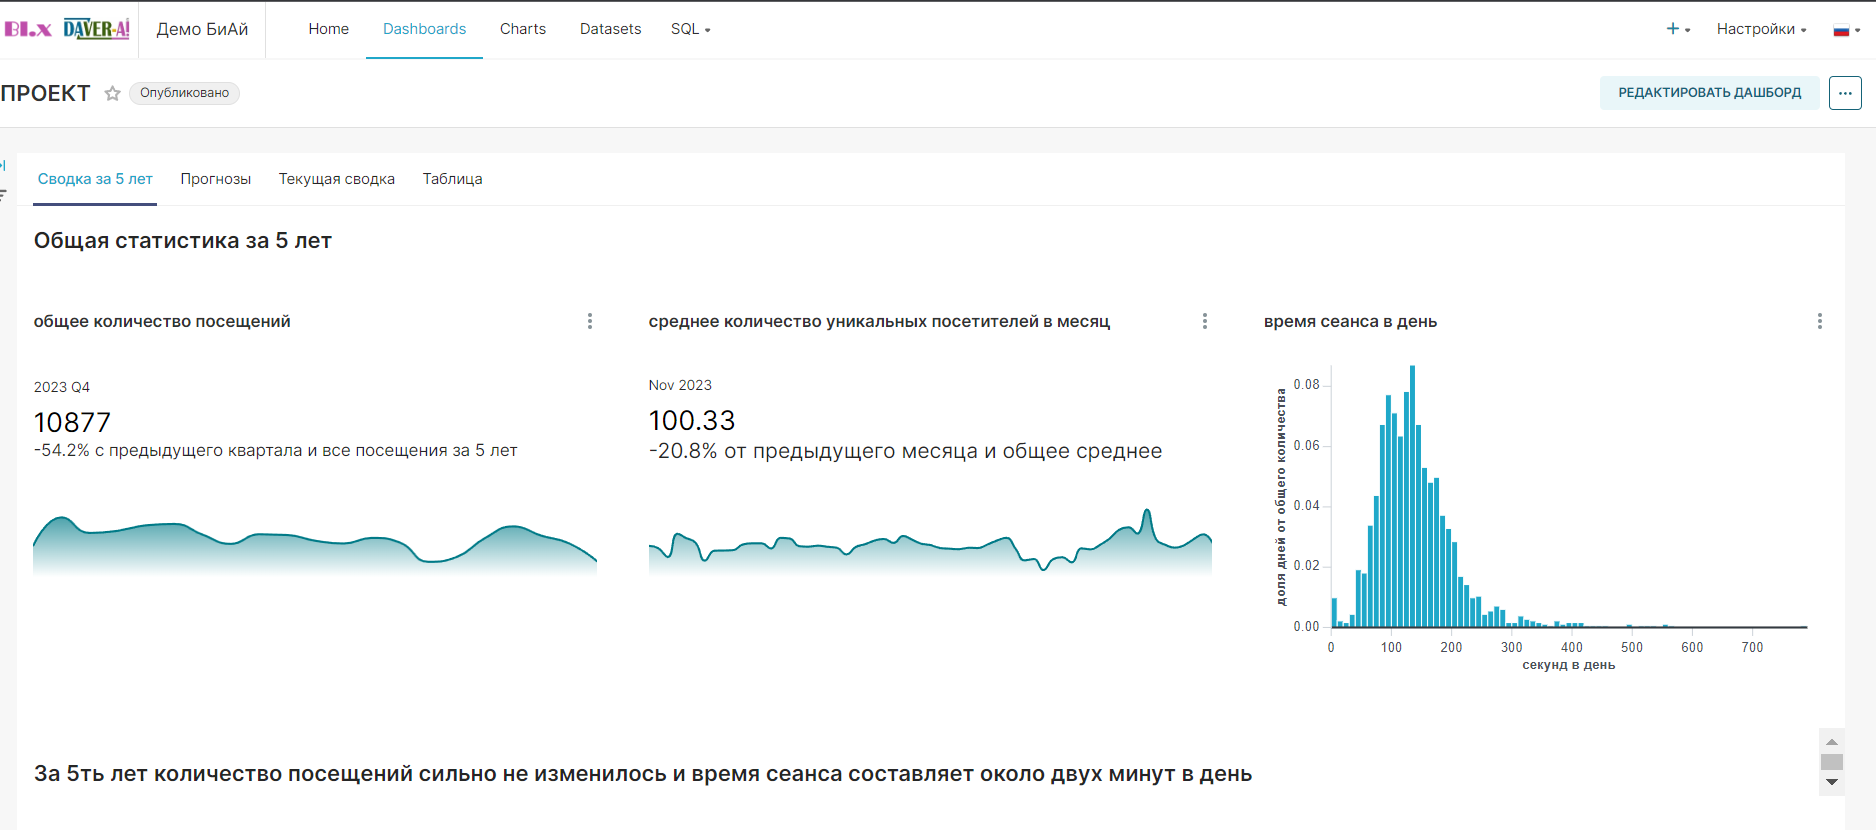 BI.X DAVER-A! Демо БиАй Home Dashboards Charts Datasets SQL Настройки
ПРОЕКТ Опубликовано РЕДАКТИРОВАТЬ ДАШБОРД
Сводка за 5 лет Прогнозы Текущая сводка Таблица
Общая статистика за 5 лет
общее количество посещений
2023 Q4
10877
-54.2% с предыдущего квартала и все посещения за 5 лет
среднее количество уникальных посетителей в месяц
Nov 2023
100.33
-20.8% от предыдущего месяца и общее среднее
время сеанса в день
доля дней от общего количества
0.08
0.06
0.04
0.02
0.00
0 100 200 300 400 500 600 700
секунд в день
За 5ть лет количество посещений сильно не изменилось и время сеанса составляет около двух минут в день